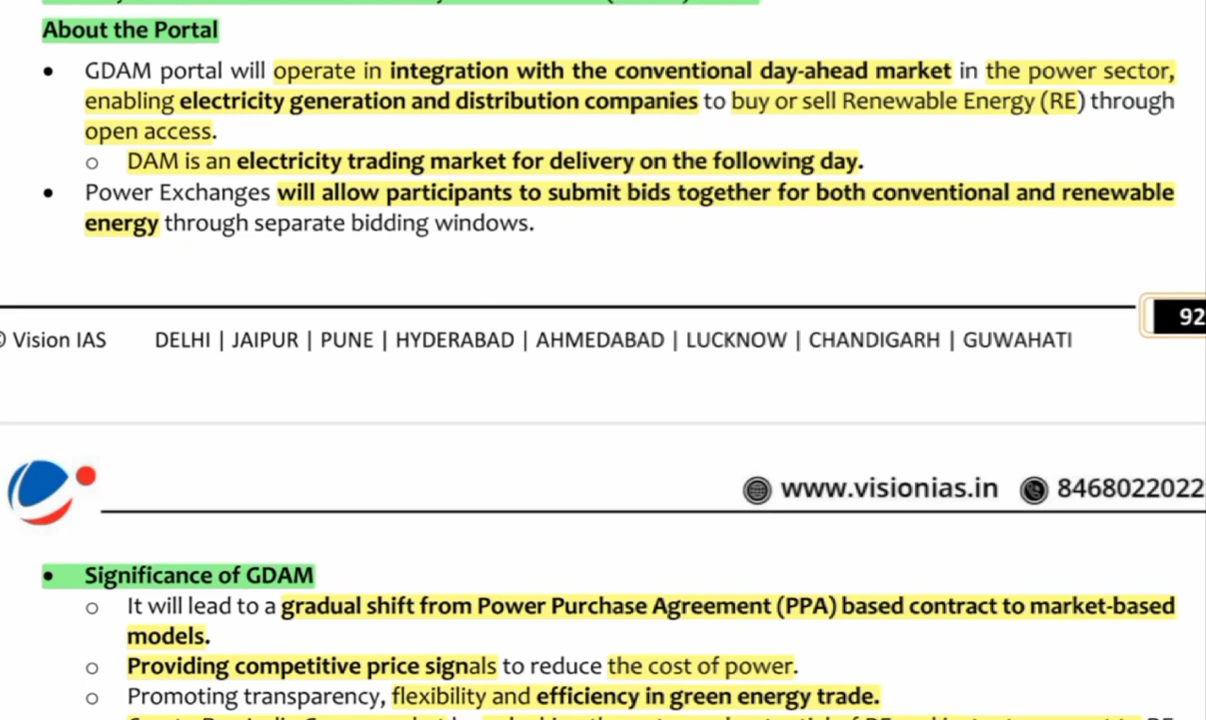 About the Portal
• GDAM portal will operate in integration with the conventional day-ahead market in the power sector,
enabling electricity generation and distribution companies to buy or sell Renewable Energy (RE) through
open access.
o DAM is an electricity trading market for delivery on the following day.
• Power Exchanges will allow participants to submit bids together for both conventional and renewable
energy through separate bidding windows.
92
© Vision IAS DELHI | JAIPUR | PUNE | HYDERABAD | AHMEDABAD | LUCKNOW | CHANDIGARH | GUWAHATI
www.visionias.in 8468022022
• Significance of GDAM
o It will lead to a gradual shift from Power Purchase Agreement (PPA) based contract to market-based
models.
o Providing competitive price signals to reduce the cost of power.
o Promoting transparency, flexibility and efficiency in green energy trade.